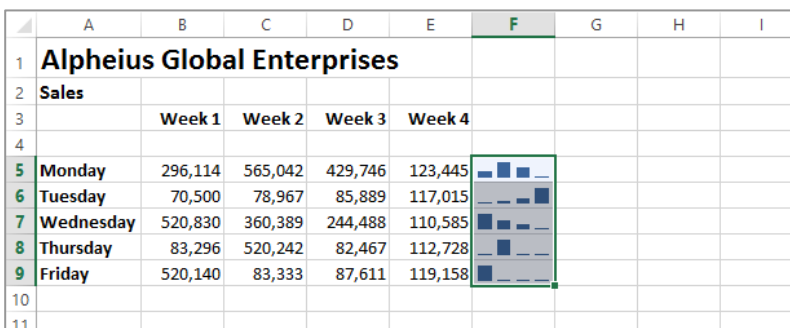 A B C D E F G H I
1 Alpheius Global Enterprises
2 Sales
3 Week 1 Week 2 Week 3 Week 4
4
5 Monday 296,114 565,042 429,746 123,445
6 Tuesday 70,500 78,967 85,889 117,015
7 Wednesday 520,830 360,389 244,488 110,585
8 Thursday 83,296 520,242 82,467 112,728
9 Friday 520,140 83,333 87,611 119,158
10
11